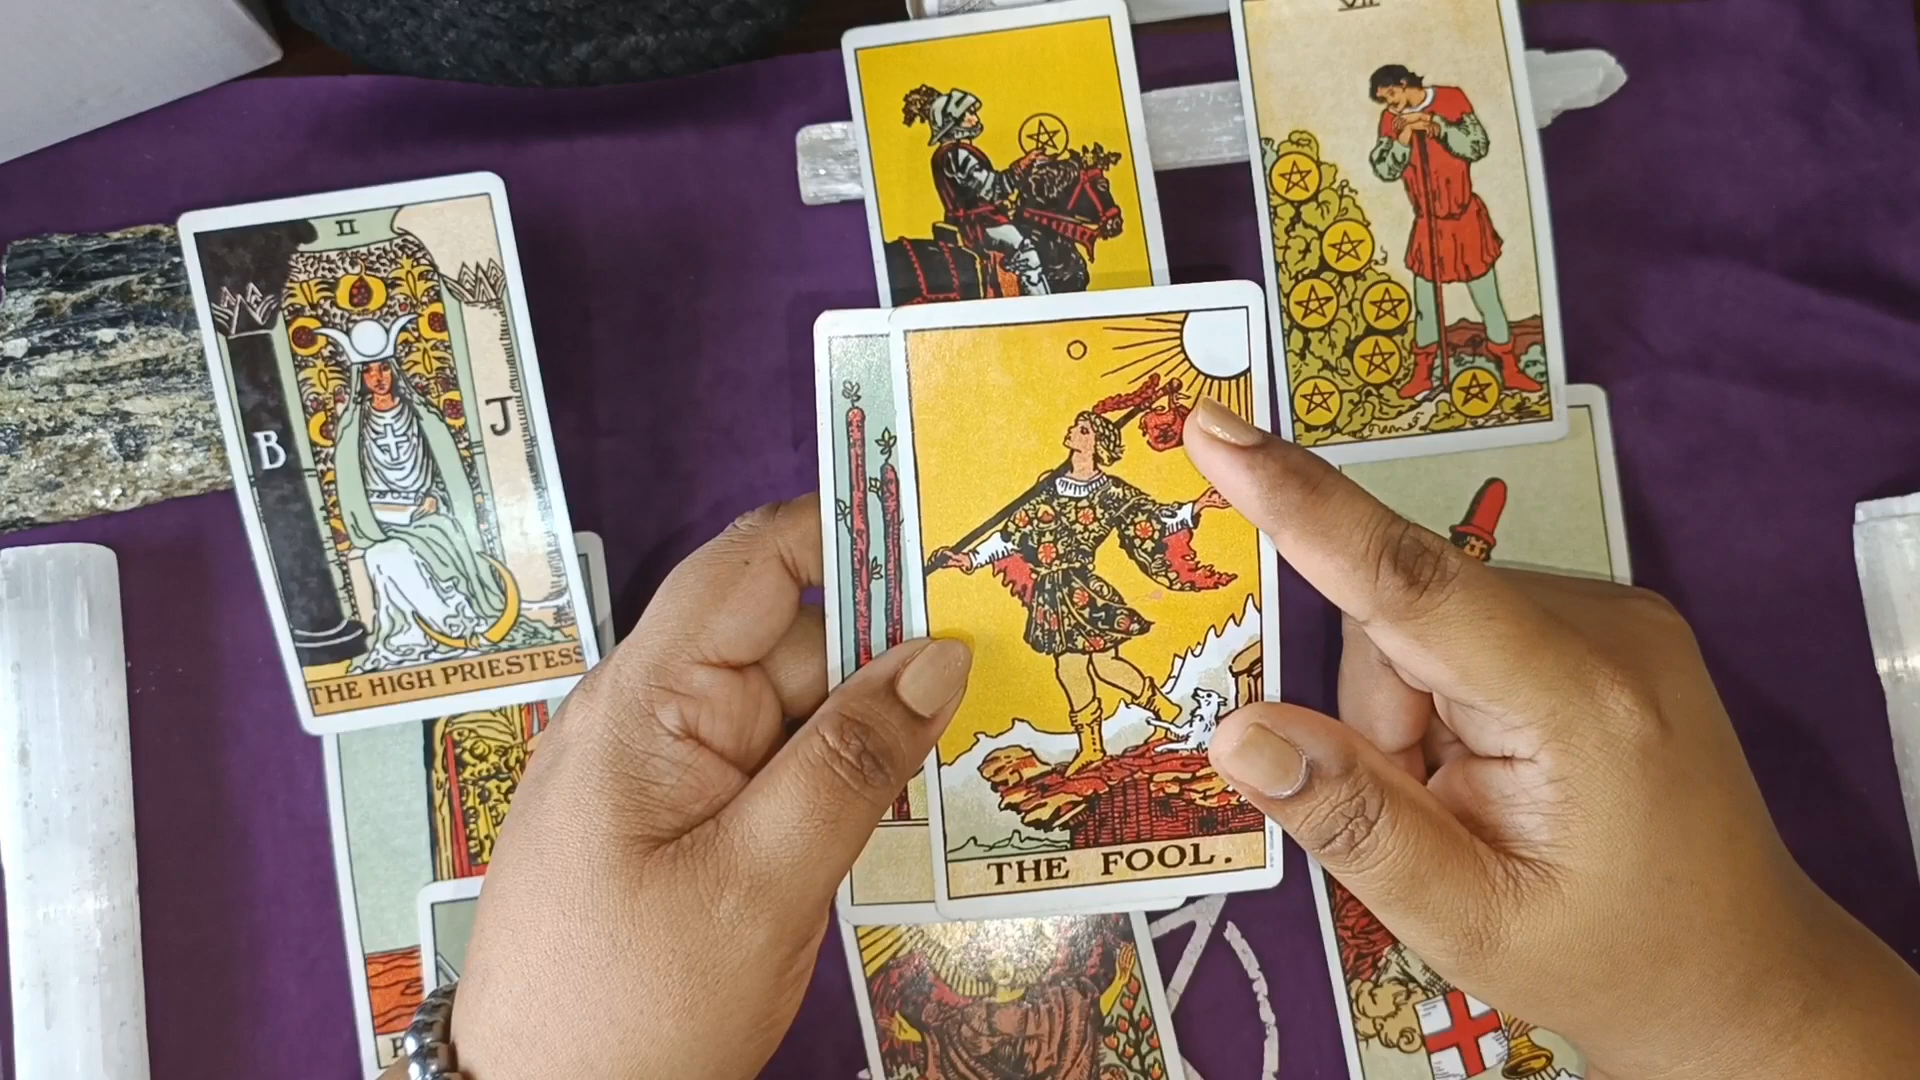 VII
II
B
J
THE HIGH PRIESTESS
THE FOOL.
P